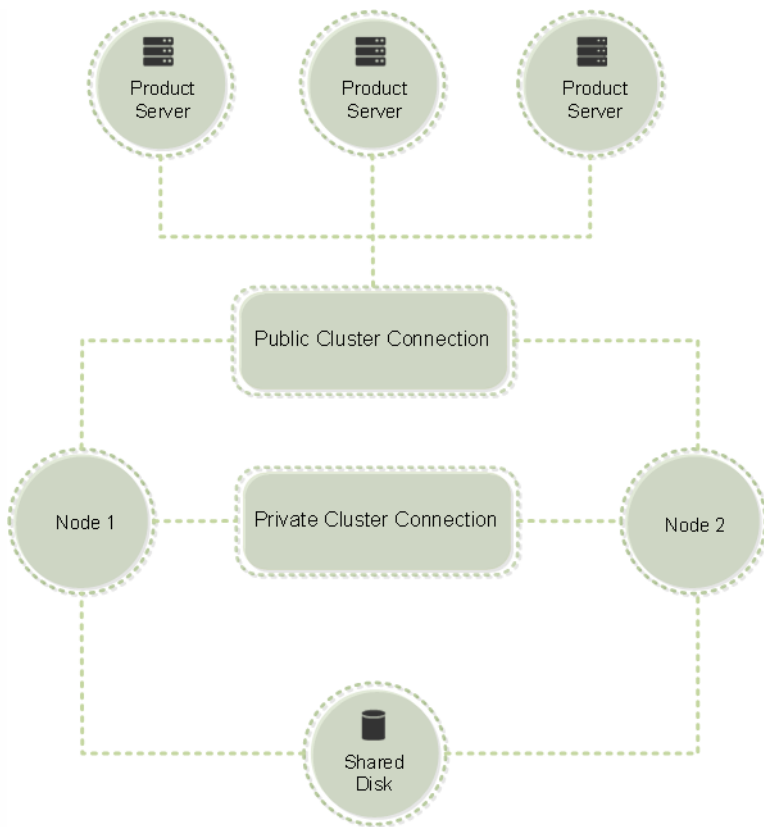 Product
Server
Product
Server
Product
Server
Public Cluster Connection
Node 1
Private Cluster Connection
Node 2
Shared
Disk